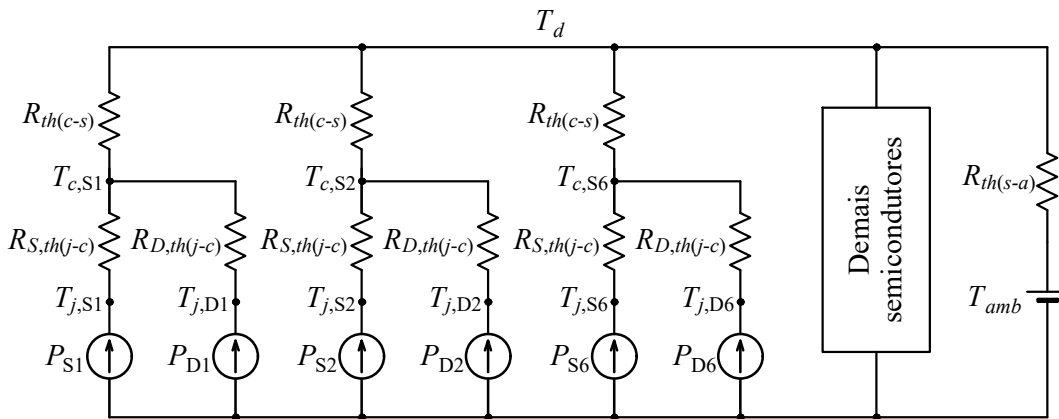 T_d
R_th(c-s) R_th(c-s) R_th(c-s)
T_c,S1 T_c,S2 T_c,S6
R_th(s-a)
R_S,th(j-c) R_D,th(j-c) R_S,th(j-c) R_D,th(j-c) R_S,th(j-c) R_D,th(j-c)
Demais
semicondutores
T_j,S1 T_j,D1 T_j,S2 T_j,D2 T_j,S6 T_j,D6
T_amb
P_S1 P_D1 P_S2 P_D2 P_S6 P_D6